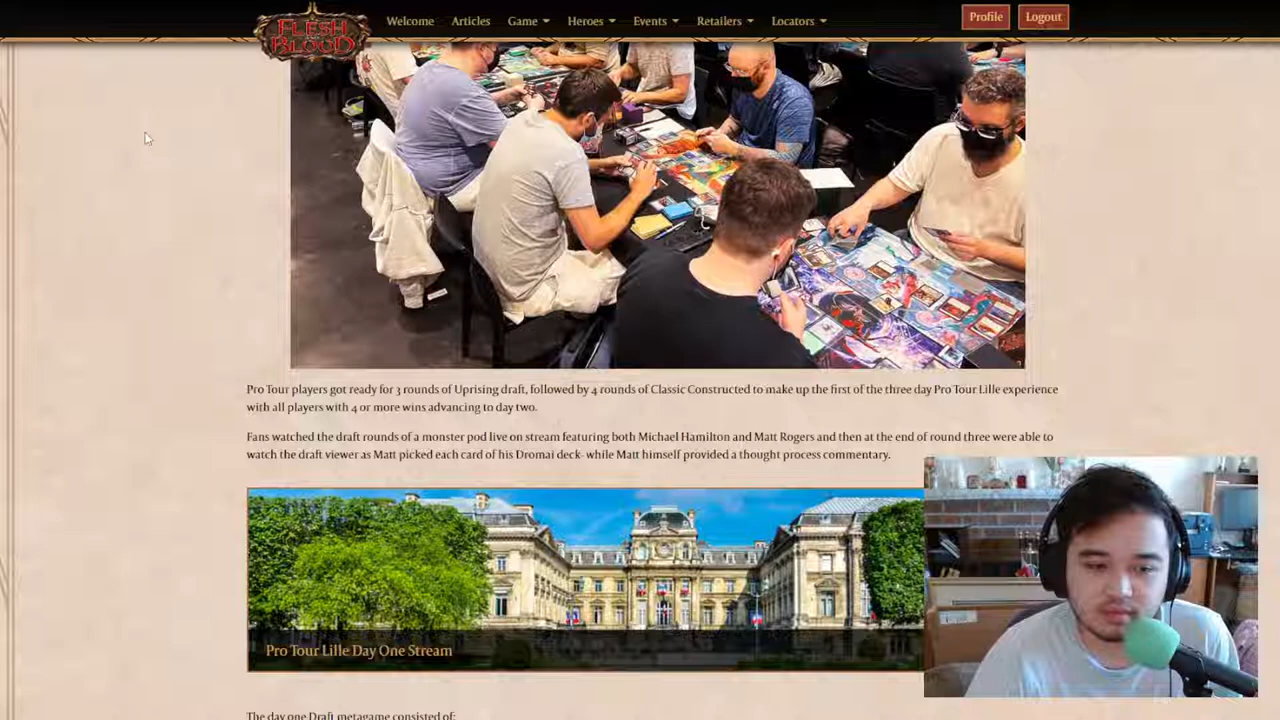 FLESH
AND
BLOOD
Welcome Articles Game Heroes Events Retailers Locators Profile Logout
Pro Tour players got ready for 3 rounds of Uprising draft, followed by 4 rounds of Classic Constructed to make up the first of the three day Pro Tour Lille experience
with all players with 4 or more wins advancing to day two.
Fans watched the draft rounds of a monster pod live on stream featuring both Michael Hamilton and Matt Rogers and then at the end of round three were able to
watch the draft viewer as Matt picked each card of his Dromai deck- while Matt himself provided a thought process commentary.
Pro Tour Lille Day One Stream
The day one Draft metagame consisted of: